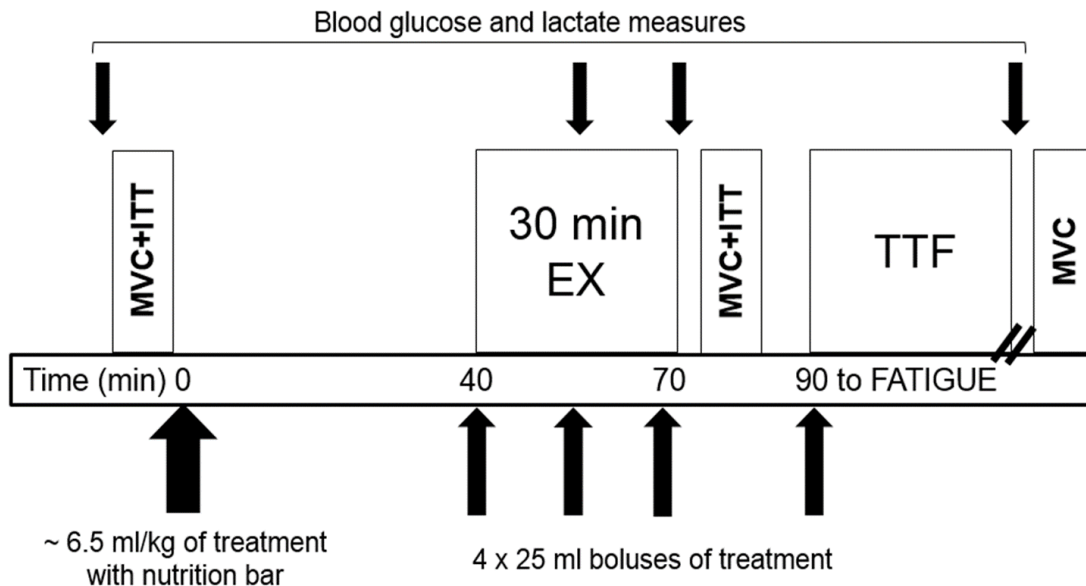 Blood glucose and lactate measures
MVC+ITT
30 min
EX
MVC+ITT
TTF
MVC
Time (min) 0 40 70 90 to FATIGUE
~ 6.5 ml/kg of treatment
with nutrition bar
4 x 25 ml boluses of treatment